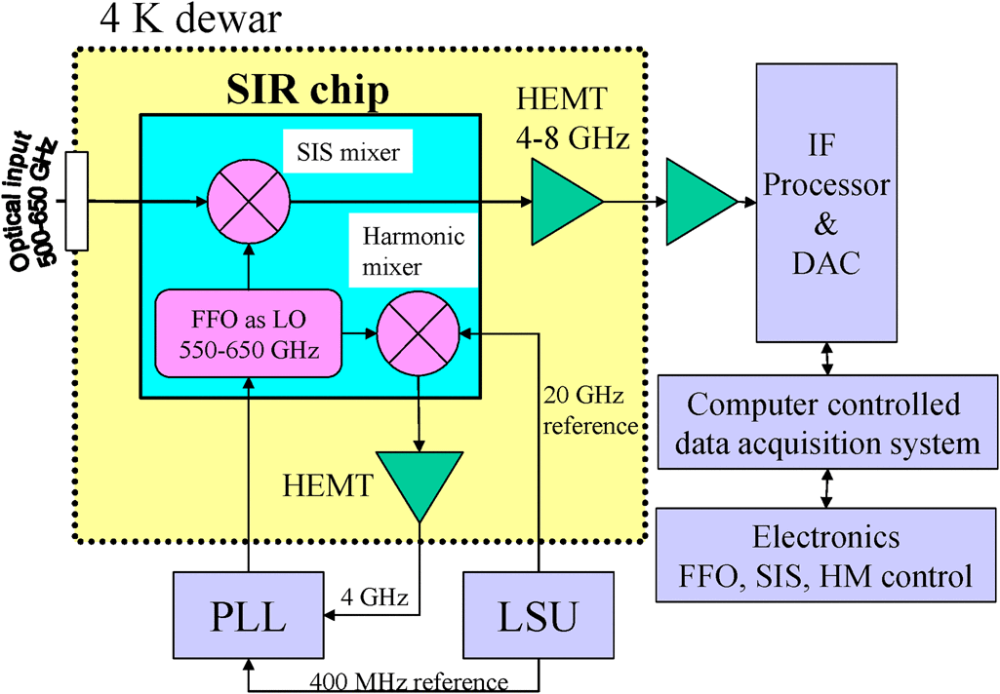 4 K dewar
SIR chip
HEMT
4-8 GHz
SIS mixer
Optical input
500-650 GHz
IF
Processor
&
DAC
Harmonic
mixer
FFO as LO
550-650 GHz
20 GHz
reference
Computer controlled
data acquisition system
HEMT
Electronics
FFO, SIS, HM control
PLL
4 GHz
LSU
400 MHz reference